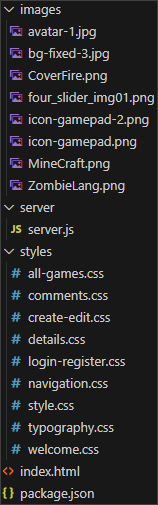 images
avatar-1.jpg
bg-fixed-3.jpg
CoverFire.png
four_slider_img01.png
icon-gamepad-2.png
icon-gamepad.png
MineCraft.png
ZombieLang.png
server
JS server.js
styles
# all-games.css
# comments.css
# create-edit.css
# details.css
# login-register.css
# navigation.css
# style.css
# typography.css
# welcome.css
<> index.html
{} package.json